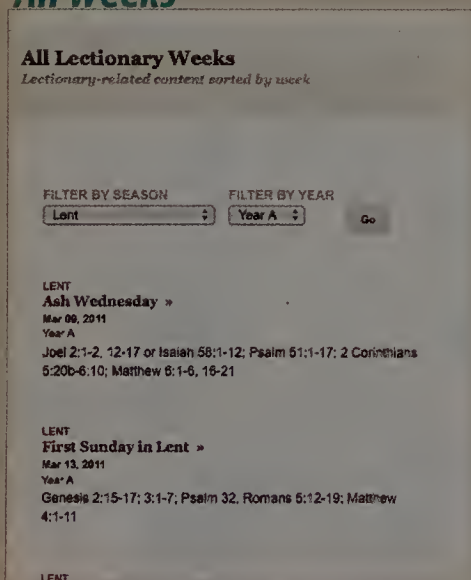 All Weeks
All Lectionary Weeks
Lectionary-related content sorted by week
FILTER BY SEASON FILTER BY YEAR
Lent Year A Go
LENT
Ash Wednesday »
Mar 09, 2011
Year A
Joel 2:1-2, 12-17 or Isaiah 58:1-12; Psalm 51:1-17; 2 Corinthians
5:20b-6:10; Matthew 6:1-6, 16-21
LENT
First Sunday in Lent »
Mar 13, 2011
Year A
Genesis 2:15-17; 3:1-7; Psalm 32, Romans 5:12-19; Matthew
4:1-11
LENT